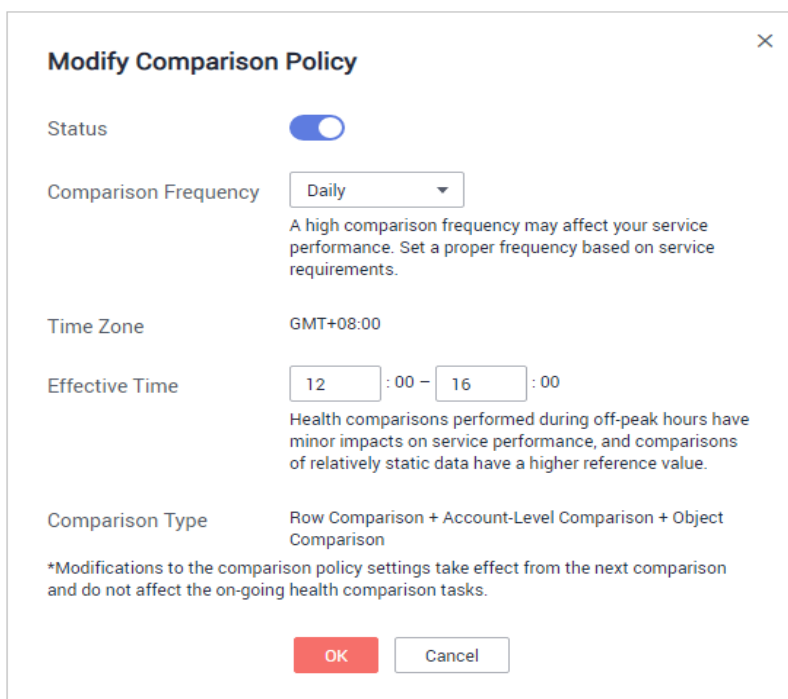 Modify Comparison Policy
Status
Comparison Frequency Daily
A high comparison frequency may affect your service
performance. Set a proper frequency based on service
requirements.
Time Zone GMT+08:00
Effective Time 12 : 00 – 16 : 00
Health comparisons performed during off-peak hours have
minor impacts on service performance, and comparisons
of relatively static data have a higher reference value.
Comparison Type Row Comparison + Account-Level Comparison + Object
Comparison
*Modifications to the comparison policy settings take effect from the next comparison
and do not affect the on-going health comparison tasks.
OK Cancel